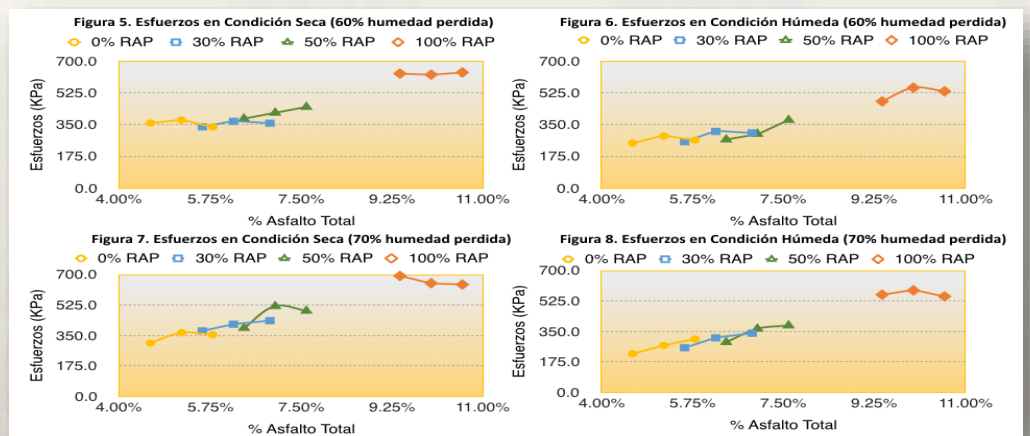 Figura 5. Esfuerzos en Condición Seca (60% humedad perdida)
0% RAP 30% RAP 50% RAP 100% RAP
700.0
525.0
350.0
175.0
0.0
Esfuerzos (KPa)
4.00% 5.75% 7.50% 9.25% 11.00%
% Asfalto Total
Figura 6. Esfuerzos en Condición Húmeda (60% humedad perdida)
0% RAP 30% RAP 50% RAP 100% RAP
700.0
525.0
350.0
175.0
0.0
Esfuerzos (KPa)
4.00% 5.75% 7.50% 9.25% 11.00%
% Asfalto Total
Figura 7. Esfuerzos en Condición Seca (70% humedad perdida)
0% RAP 30% RAP 50% RAP 100% RAP
700.0
525.0
350.0
175.0
0.0
Esfuerzos (KPa)
4.00% 5.75% 7.50% 9.25% 11.00%
% Asfalto Total
Figura 8. Esfuerzos en Condición Húmeda (70% humedad perdida)
0% RAP 30% RAP 50% RAP 100% RAP
700.0
525.0
350.0
175.0
0.0
Esfuerzos (KPa)
4.00% 5.75% 7.50% 9.25% 11.00%
% Asfalto Total